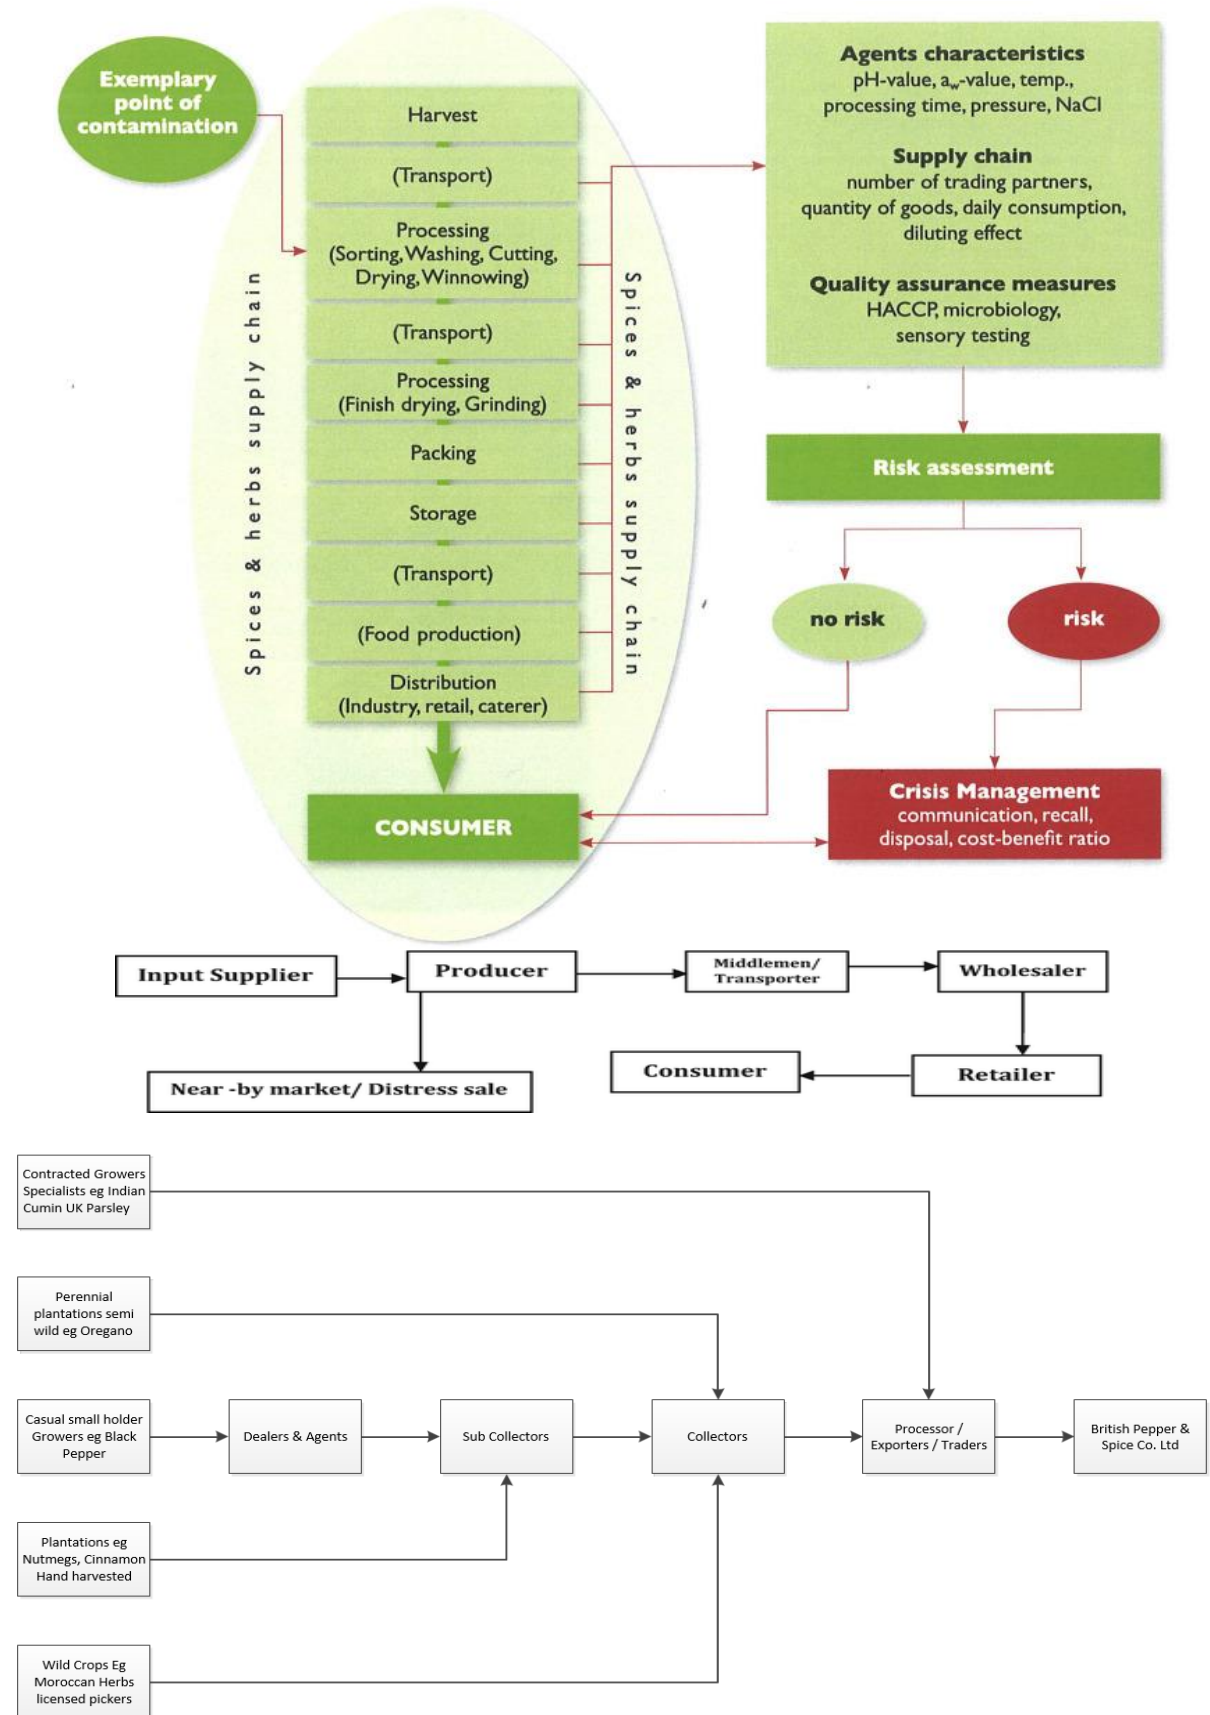 Exemplary
point of
contamination
Harvest
(Transport)
Processing
(Sorting, Washing, Cutting,
Drying, Winnowing)
(Transport)
Processing
(Finish drying, Grinding)
Packing
Storage
(Transport)
(Food production)
Distribution
(Industry, retail, caterer)
CONSUMER
Spices & herbs supply chain
Spices & herbs supply chain
Agents characteristics
pH-value, aw-value, temp.,
processing time, pressure, NaCl
Supply chain
number of trading partners,
quantity of goods, daily consumption,
diluting effect
Quality assurance measures
HACCP, microbiology,
sensory testing
Risk assessment
no risk
risk
Crisis Management
communication, recall,
disposal, cost-benefit ratio
Input Supplier
Producer
Middlemen/
Transporter
Wholesaler
Near -by market/ Distress sale
Consumer
Retailer
Contracted Growers
Specialists eg Indian
Cumin UK Parsley
Perennial
plantations semi
wild eg Oregano
Casual small holder
Growers eg Black
Pepper
Dealers & Agents
Sub Collectors
Collectors
Processor /
Exporters / Traders
British Pepper &
Spice Co. Ltd
Plantations eg
Nutmegs, Cinnamon
Hand harvested
Wild Crops Eg
Moroccan Herbs
licensed pickers